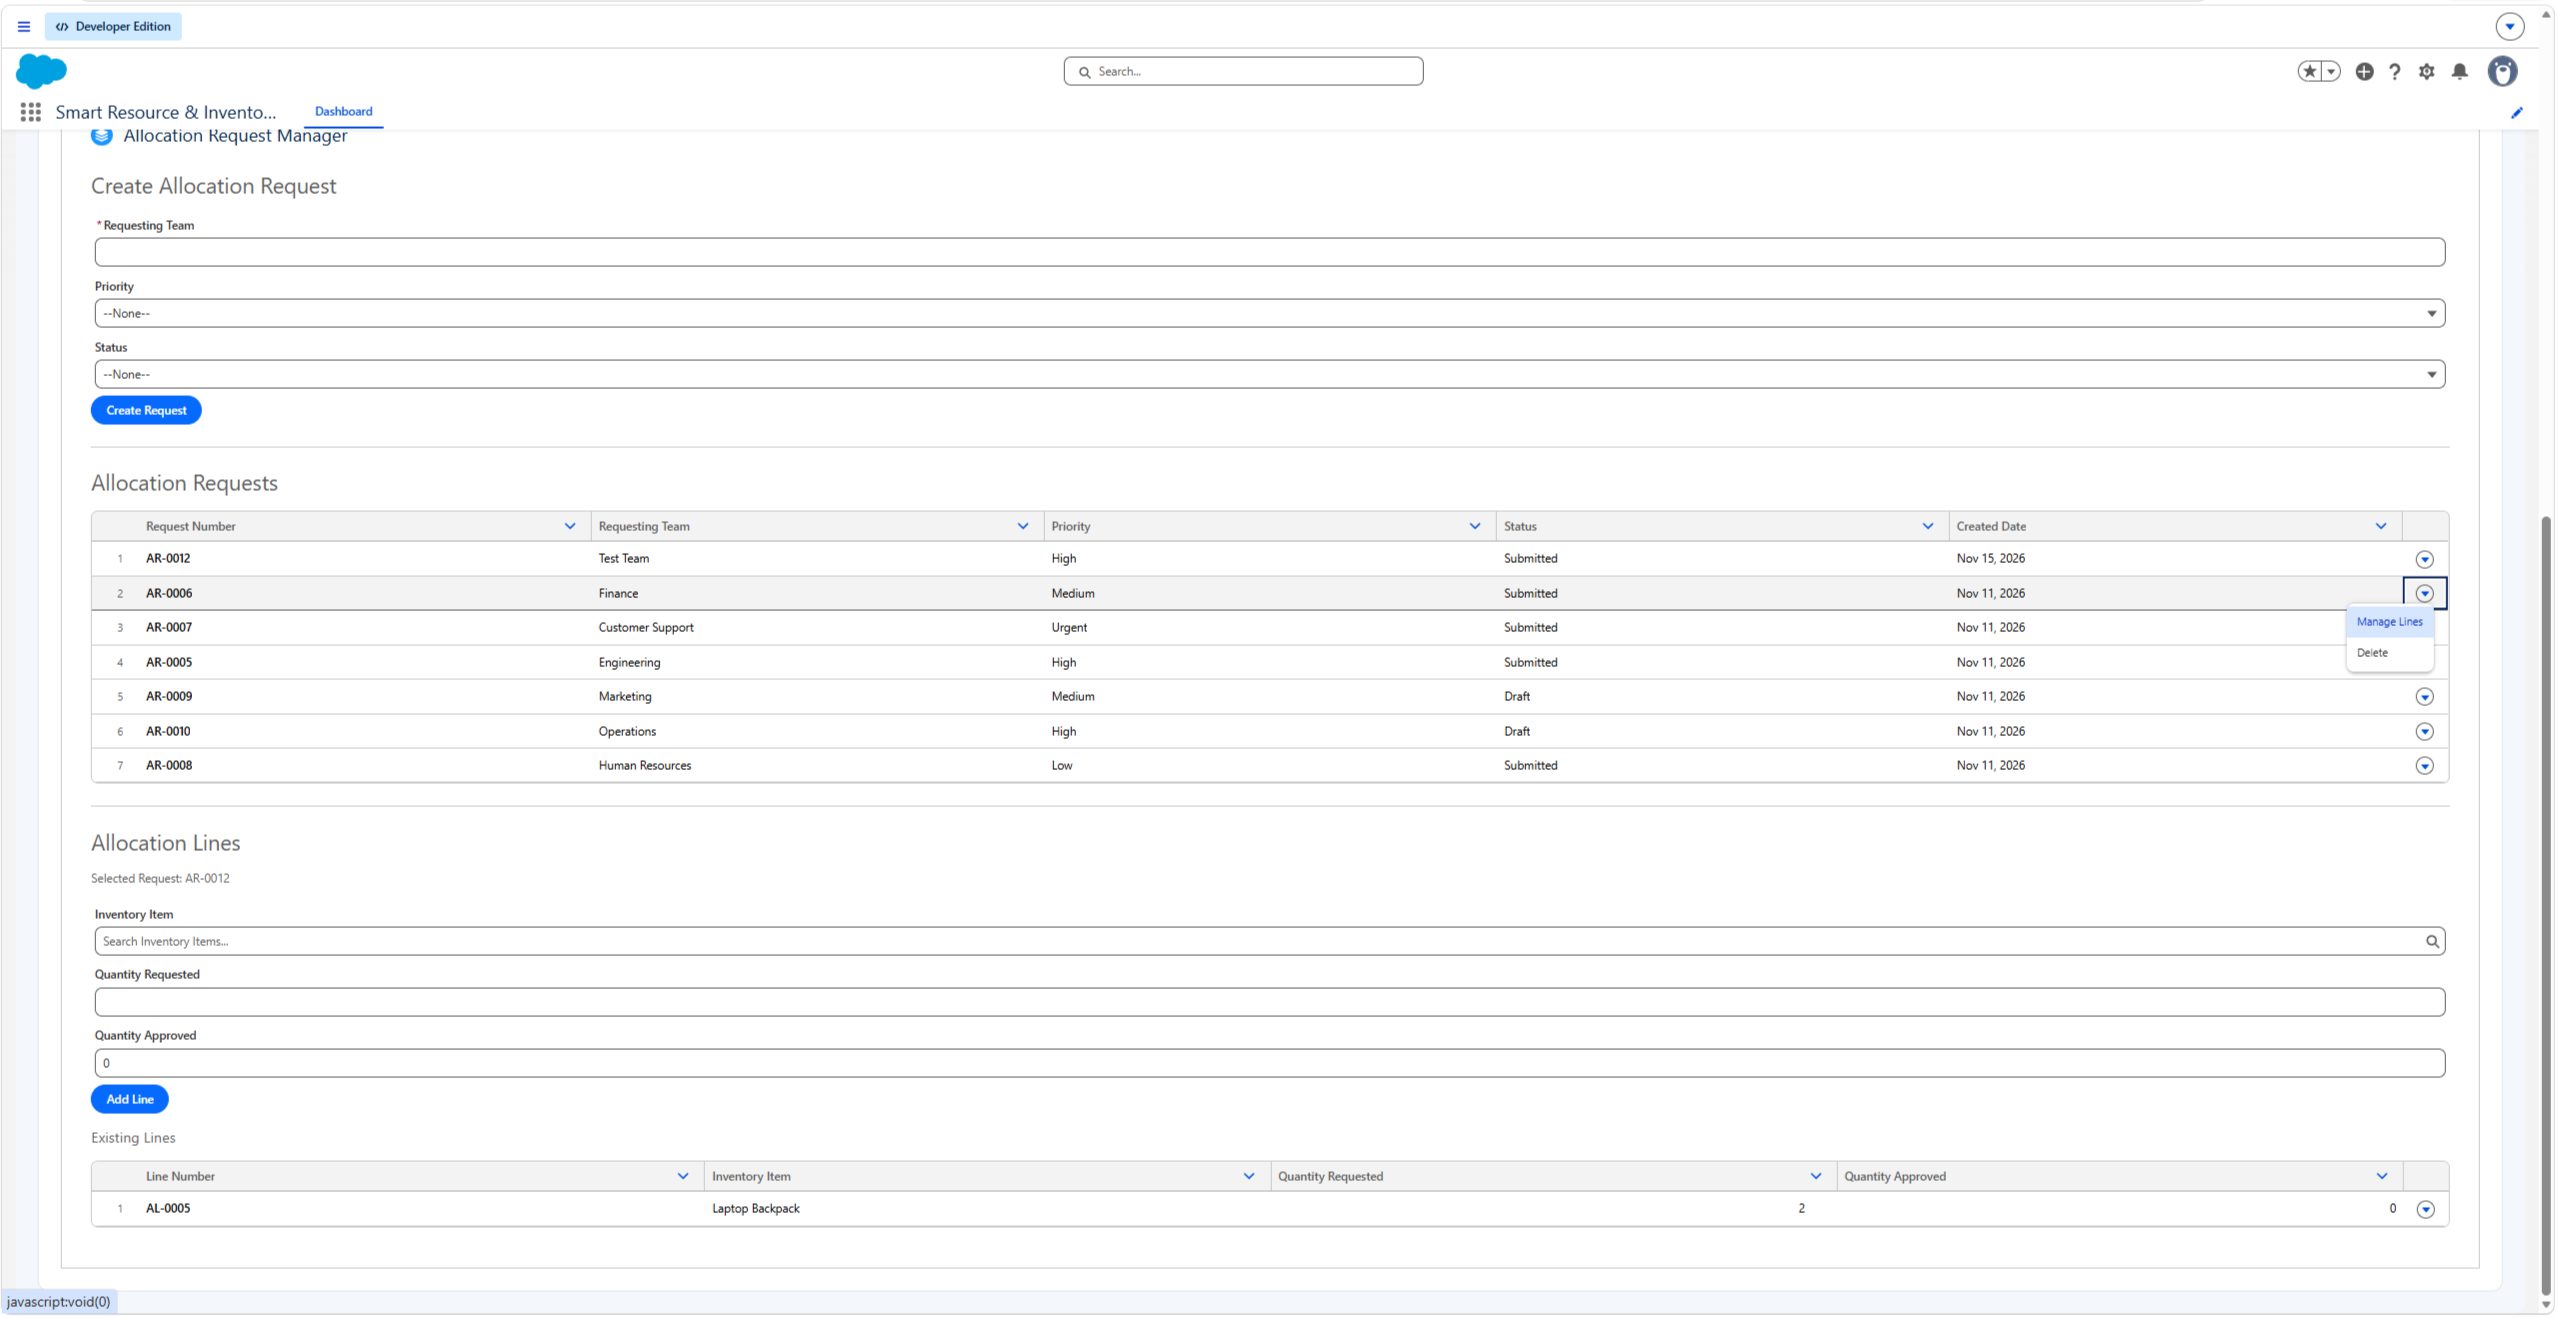 Developer Edition
Search...
Smart Resource & Invento... Dashboard
Allocation Request Manager
Create Allocation Request
*Requesting Team
Priority
--None--
Status
--None--
Create Request
Allocation Requests
Request Number Requesting Team Priority Status Created Date
1 AR-0012 Test Team High Submitted Nov 15, 2026
2 AR-0006 Finance Medium Submitted Nov 11, 2026
3 AR-0007 Customer Support Urgent Submitted Nov 11, 2026
Manage Lines
4 AR-0005 Engineering High Submitted Nov 11, 2026
Delete
5 AR-0009 Marketing Medium Draft Nov 11, 2026
6 AR-0010 Operations High Draft Nov 11, 2026
7 AR-0008 Human Resources Low Submitted Nov 11, 2026
Allocation Lines
Selected Request: AR-0012
Inventory Item
Search Inventory Items...
Quantity Requested
Quantity Approved
0
Add Line
Existing Lines
Line Number Inventory Item Quantity Requested Quantity Approved
1 AL-0005 Laptop Backpack 2 0
javascript:void(0)